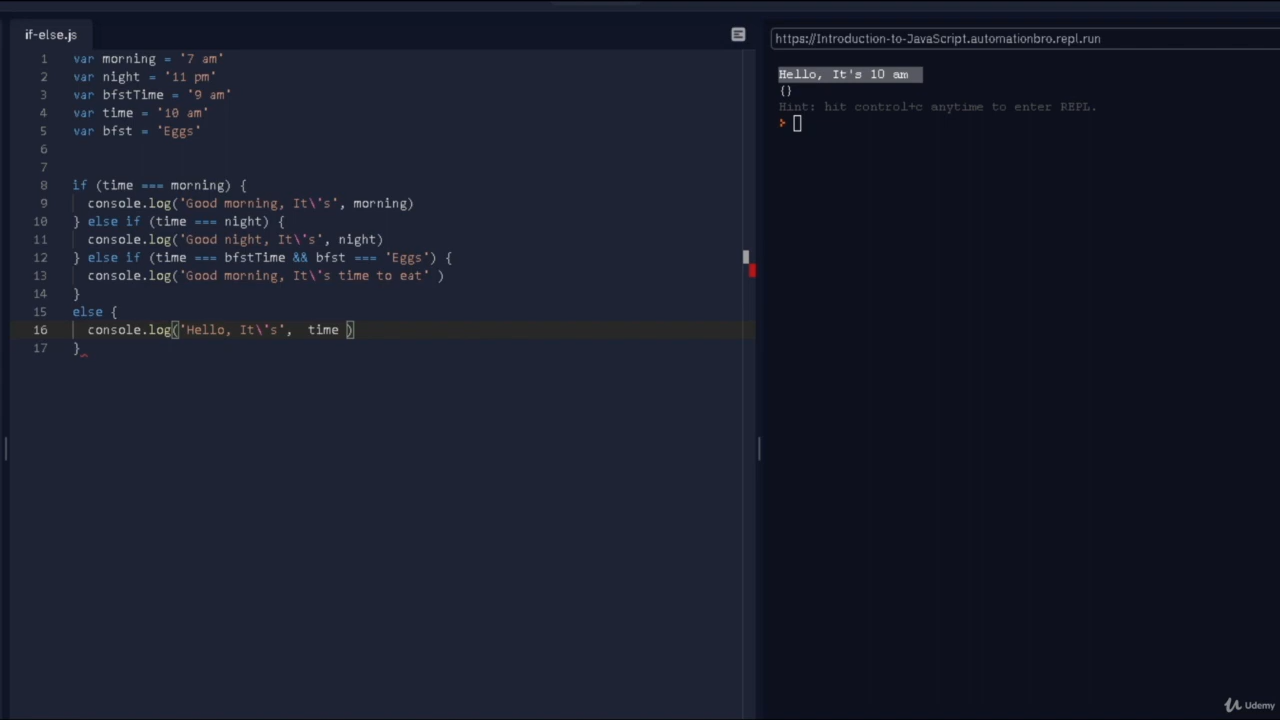 if-else.js
1 var morning = '7 am'
2 var night = '11 pm'
3 var bfstTime = '9 am'
4 var time = '10 am'
5 var bfst = 'Eggs'
6
7
8 if (time === morning) {
9 console.log('Good morning, It\'s', morning)
10 } else if (time === night) {
11 console.log('Good night, It\'s', night)
12 } else if (time === bfstTime && bfst === 'Eggs') {
13 console.log('Good morning, It\'s time to eat' )
14 }
15 else {
16 console.log('Hello, It\'s',  time )
17 }
https://Introduction-to-JavaScript.automationbro.repl.run
Hello, It's 10 am
{}
Hint: hit control+c anytime to enter REPL.
>
Udemy